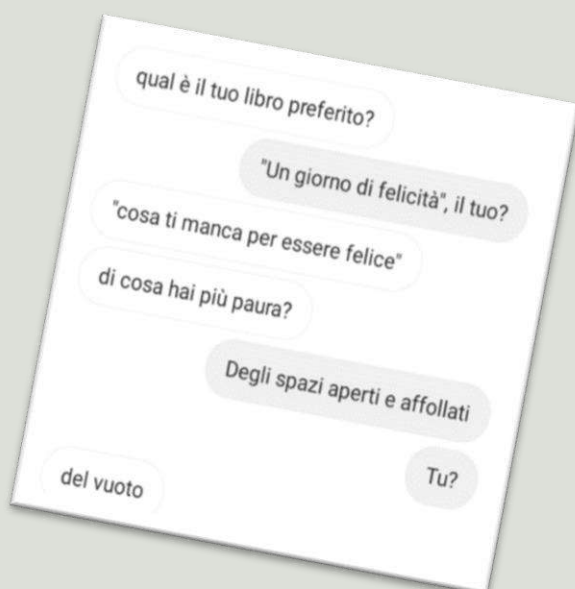 qual è il tuo libro preferito?
"Un giorno di felicità", il tuo?
"cosa ti manca per essere felice"
di cosa hai più paura?
Degli spazi aperti e affollati
Tu?
del vuoto